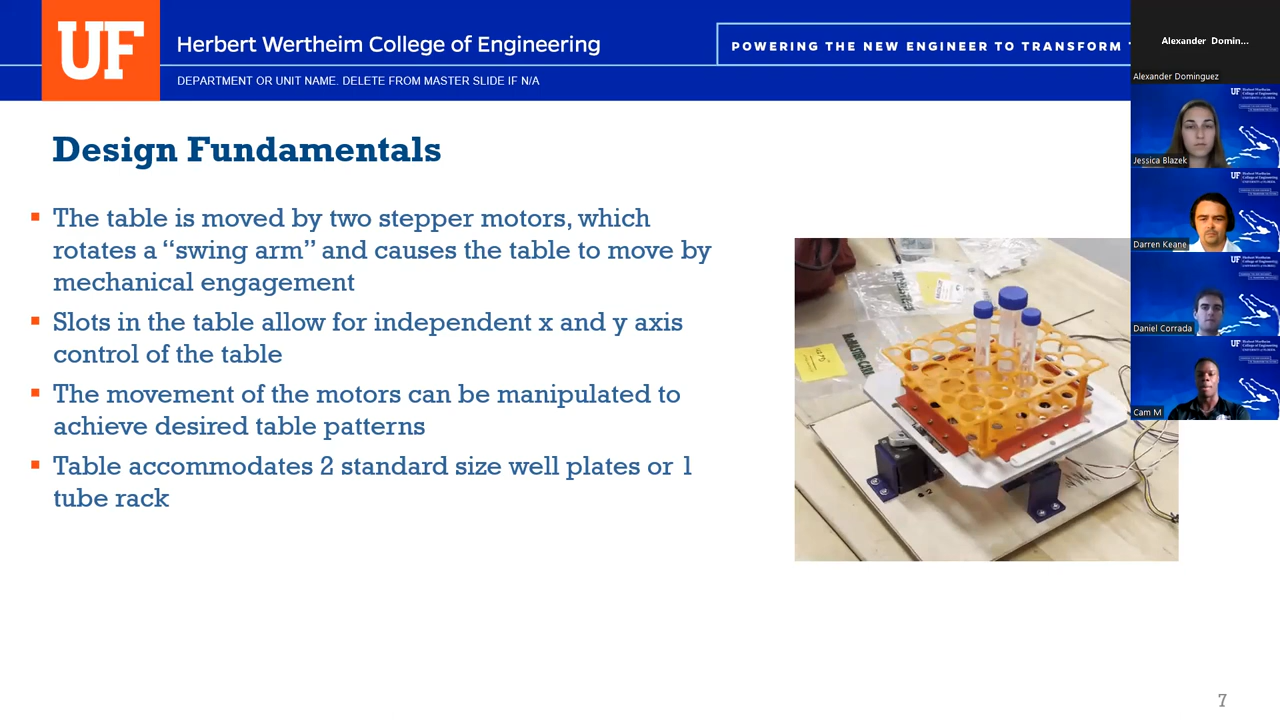 UF
Herbert Wertheim College of Engineering
POWERING THE NEW ENGINEER TO TRANSFORM
DEPARTMENT OR UNIT NAME. DELETE FROM MASTER SLIDE IF N/A
Alexander Domin...
Alexander Dominguez
Jessica Blazek
Darren Keane
Daniel Corrada
Cam M
Design Fundamentals
▪ The table is moved by two stepper motors, which
rotates a “swing arm” and causes the table to move by
mechanical engagement
▪ Slots in the table allow for independent x and y axis
control of the table
▪ The movement of the motors can be manipulated to
achieve desired table patterns
▪ Table accommodates 2 standard size well plates or 1
tube rack
7